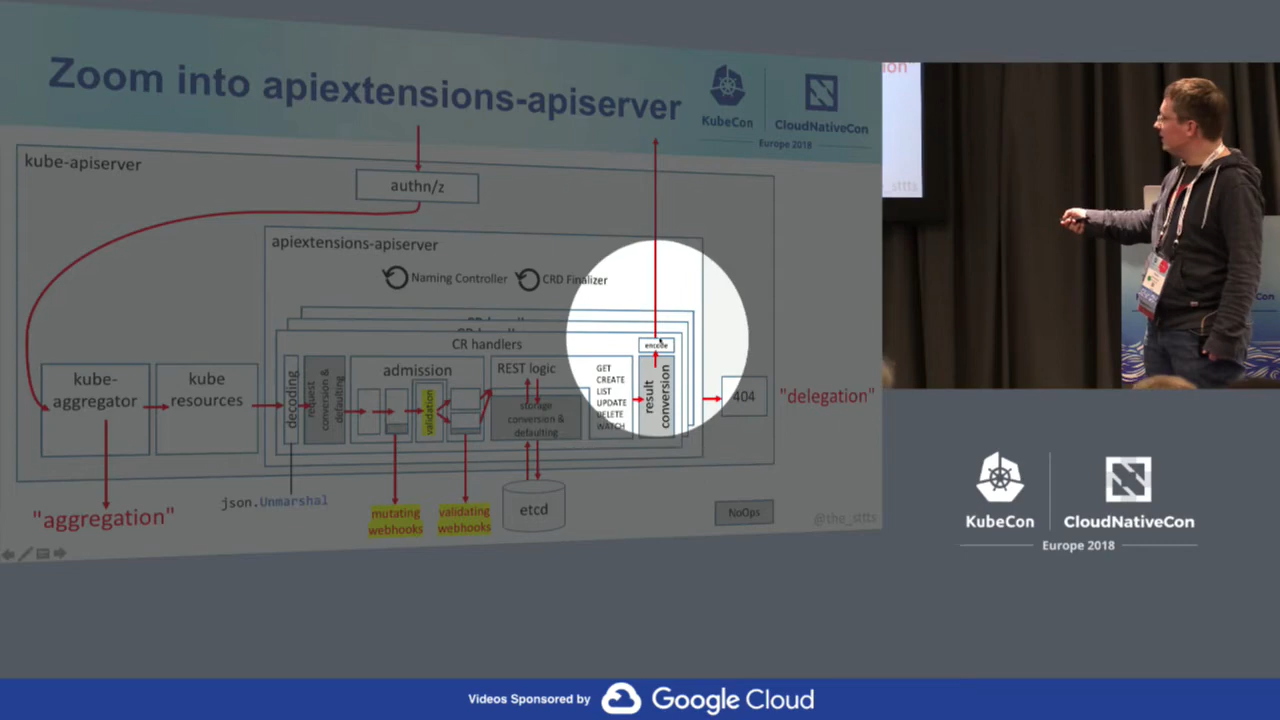 Zoom into apiextensions-apiserver
KubeCon
CloudNativeCon
Europe 2018
kube-apiserver
authn/z
apiextensions-apiserver
Naming Controller
CRD Finalizer
CR handlers
encode
kube-
aggregator
kube
resources
decoding
request
conversion &
defaulting
admission
validation
REST logic
storage
conversion &
defaulting
GET
CREATE
LIST
UPDATE
DELETE
WATCH
result
conversion
404
"delegation"
json.Unmarshal
"aggregation"
mutating
webhooks
validating
webhooks
etcd
NoOps
@the_sttts
ion
_sttts
KubeCon
CloudNativeCon
Europe 2018
Videos Sponsored by
Google Cloud